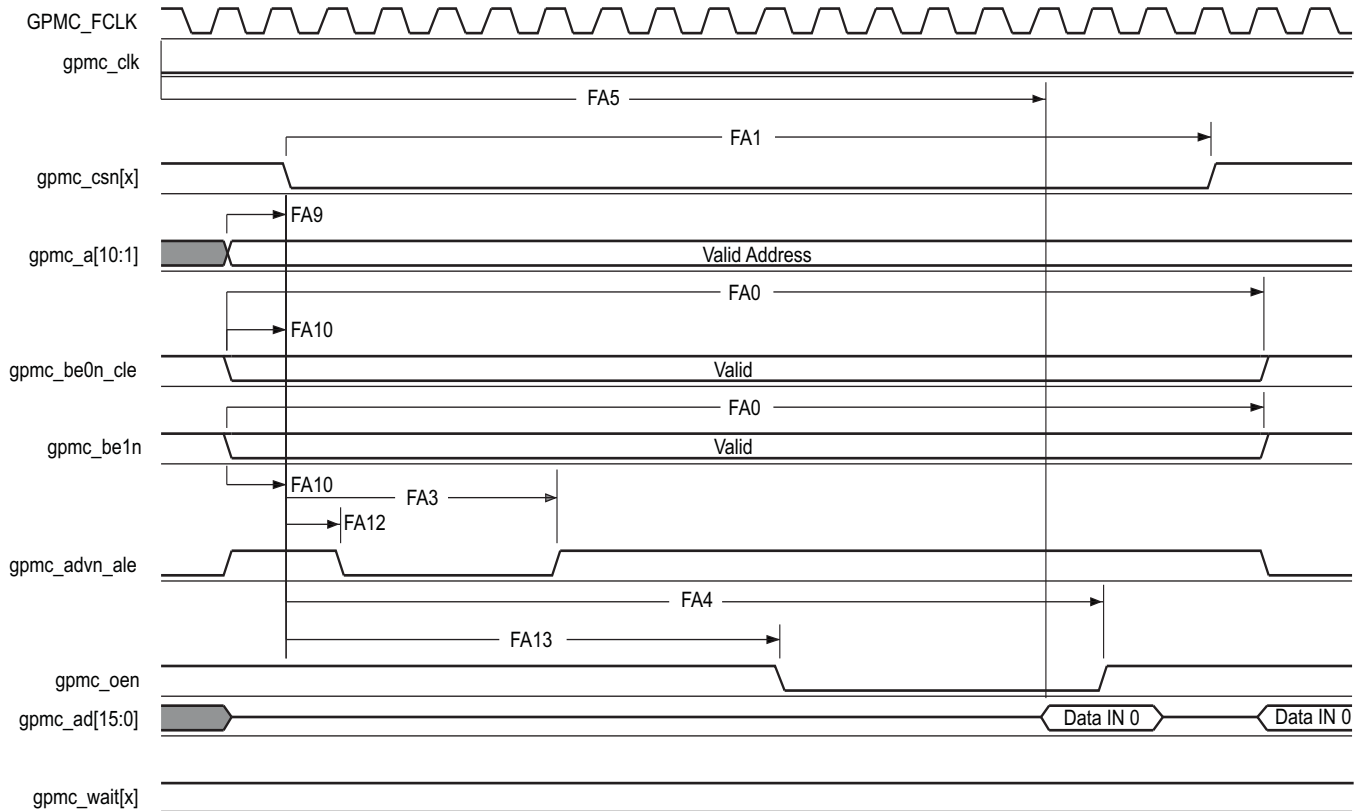 GPMC_FCLK
gpmc_clk
FA5
FA1
gpmc_csn[x]
FA9
gpmc_a[10:1] Valid Address
FA0
FA10
gpmc_be0n_cle Valid
FA0
gpmc_be1n Valid
FA10
FA3
FA12
gpmc_advn_ale
FA4
FA13
gpmc_oen
gpmc_ad[15:0] Data IN 0 Data IN 0
gpmc_wait[x]